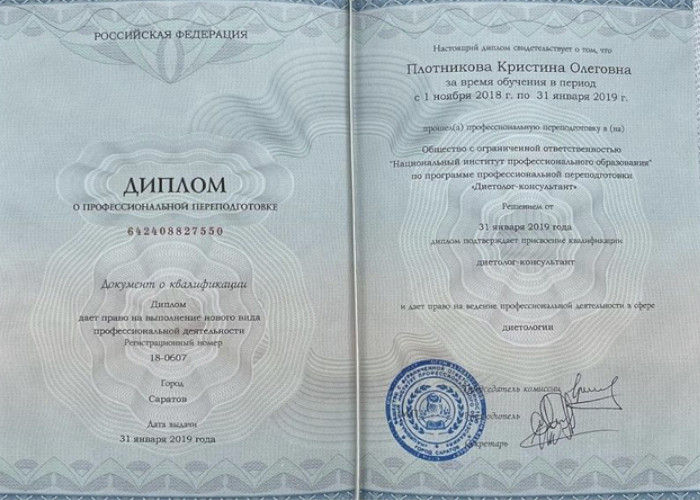 РОССИЙСКАЯ ФЕДЕРАЦИЯ
ДИПЛОМ
О ПРОФЕССИОНАЛЬНОЙ ПЕРЕПОДГОТОВКЕ
642408827550
Документ о квалификации
Диплом
дает право на выполнение нового вида
профессиональной деятельности
Регистрационный номер
18-0607
Город
Саратов
Дата выдачи
31 января 2019 года
Настоящий диплом свидетельствует о том, что
Плотникова Кристина Олеговна
за время обучения в период
с 1 ноября 2018 г. по 31 января 2019 г.
прошел(а) профессиональную переподготовку в (на)
Общество с ограниченной ответственностью
"Национальный институт профессионального образования"
по программе профессиональной переподготовки
«Диетолог-консультант»
Решением от
31 января 2019 года
диплом подтверждает присвоение квалификации
диетолог-консультант
и дает право на ведение профессиональной деятельности в сфере
диетологии
Председатель комиссии
Руководитель
Секретарь
ГОРОД САРАТОВ